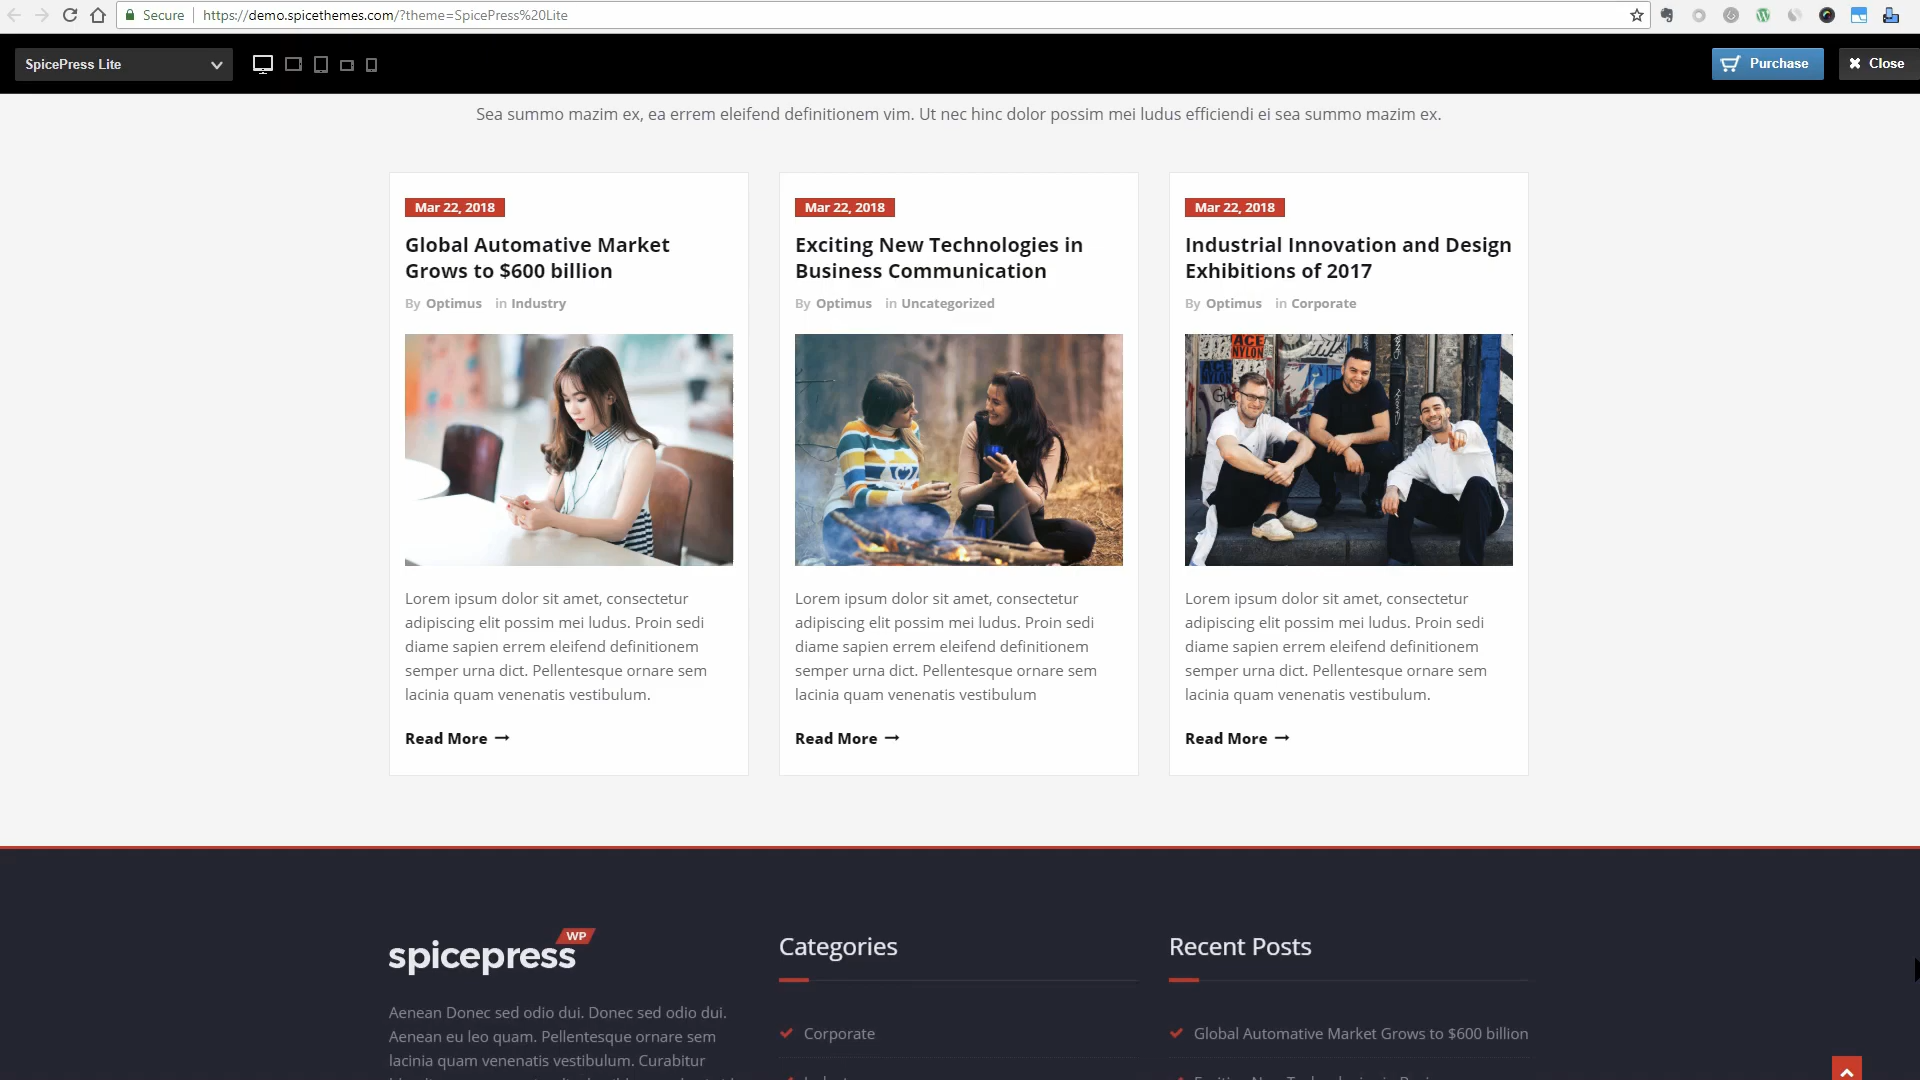 Secure https://demo.spicethemes.com/?theme=SpicePress%20Lite
SpicePress Lite
Purchase
Close
Sea summo mazim ex, ea errem eleifend definitionem vim. Ut nec hinc dolor possim mei ludus efficiendi ei sea summo mazim ex.
Mar 22, 2018
Global Automative Market
Grows to $600 billion
By Optimus in Industry
Lorem ipsum dolor sit amet, consectetur
adipiscing elit possim mei ludus. Proin sedi
diame sapien errem eleifend definitionem
semper urna dict. Pellentesque ornare sem
lacinia quam venenatis vestibulum.
Read More
Mar 22, 2018
Exciting New Technologies in
Business Communication
By Optimus in Uncategorized
Lorem ipsum dolor sit amet, consectetur
adipiscing elit possim mei ludus. Proin sedi
diame sapien errem eleifend definitionem
semper urna dict. Pellentesque ornare sem
lacinia quam venenatis vestibulum
Read More
Mar 22, 2018
Industrial Innovation and Design
Exhibitions of 2017
By Optimus in Corporate
ACE
NYLON
ACE
Lorem ipsum dolor sit amet, consectetur
adipiscing elit possim mei ludus. Proin sedi
diame sapien errem eleifend definitionem
semper urna dict. Pellentesque ornare sem
lacinia quam venenatis vestibulum.
Read More
spicepress WP
Aenean Donec sed odio dui. Donec sed odio dui.
Aenean eu leo quam. Pellentesque ornare sem
lacinia quam venenatis vestibulum. Curabitur
Categories
Corporate
Recent Posts
Global Automative Market Grows to $600 billion